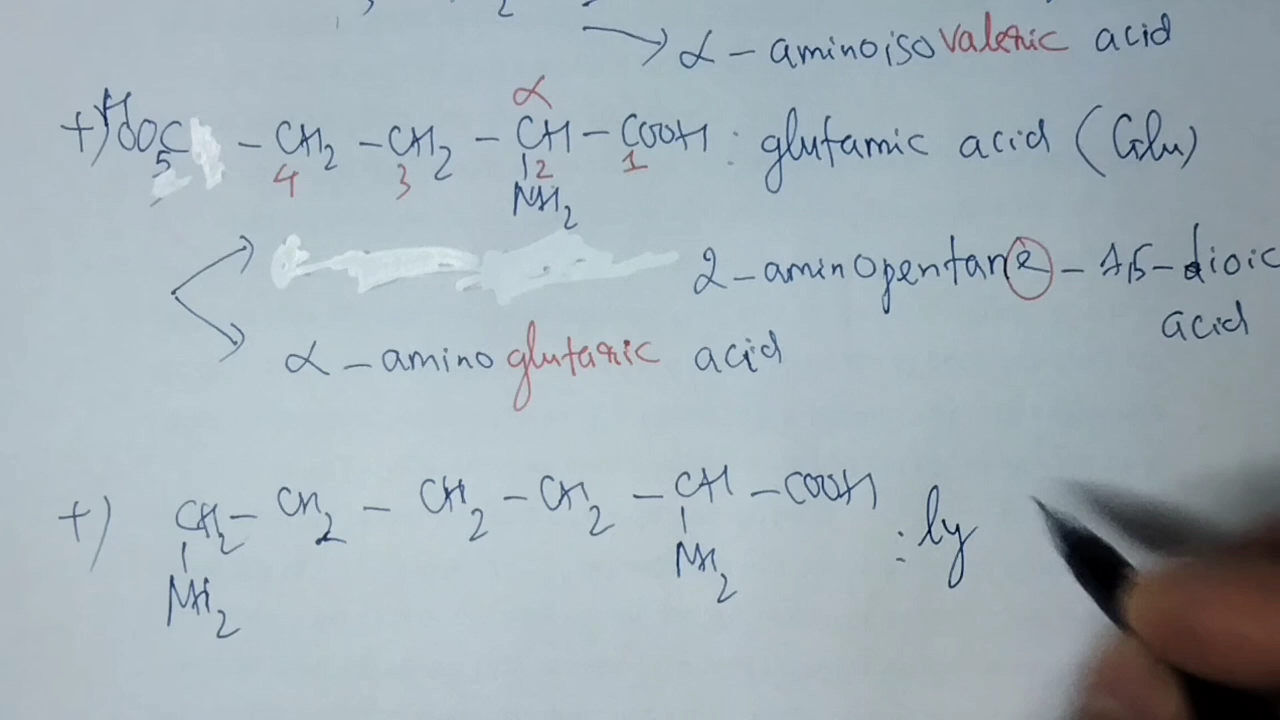 α - aminoisovaleric acid
α
+) HOOC - CH2 - CH2 - CH - COOH : glutamic acid (Glu)
5 4 3 2 1
NH2
2-aminopentane - 1,5-dioic
acid
α - aminoglutaric acid
+) CH2 - CH2 - CH2 - CH2 - CH - COOH : ly
NH2 NH2